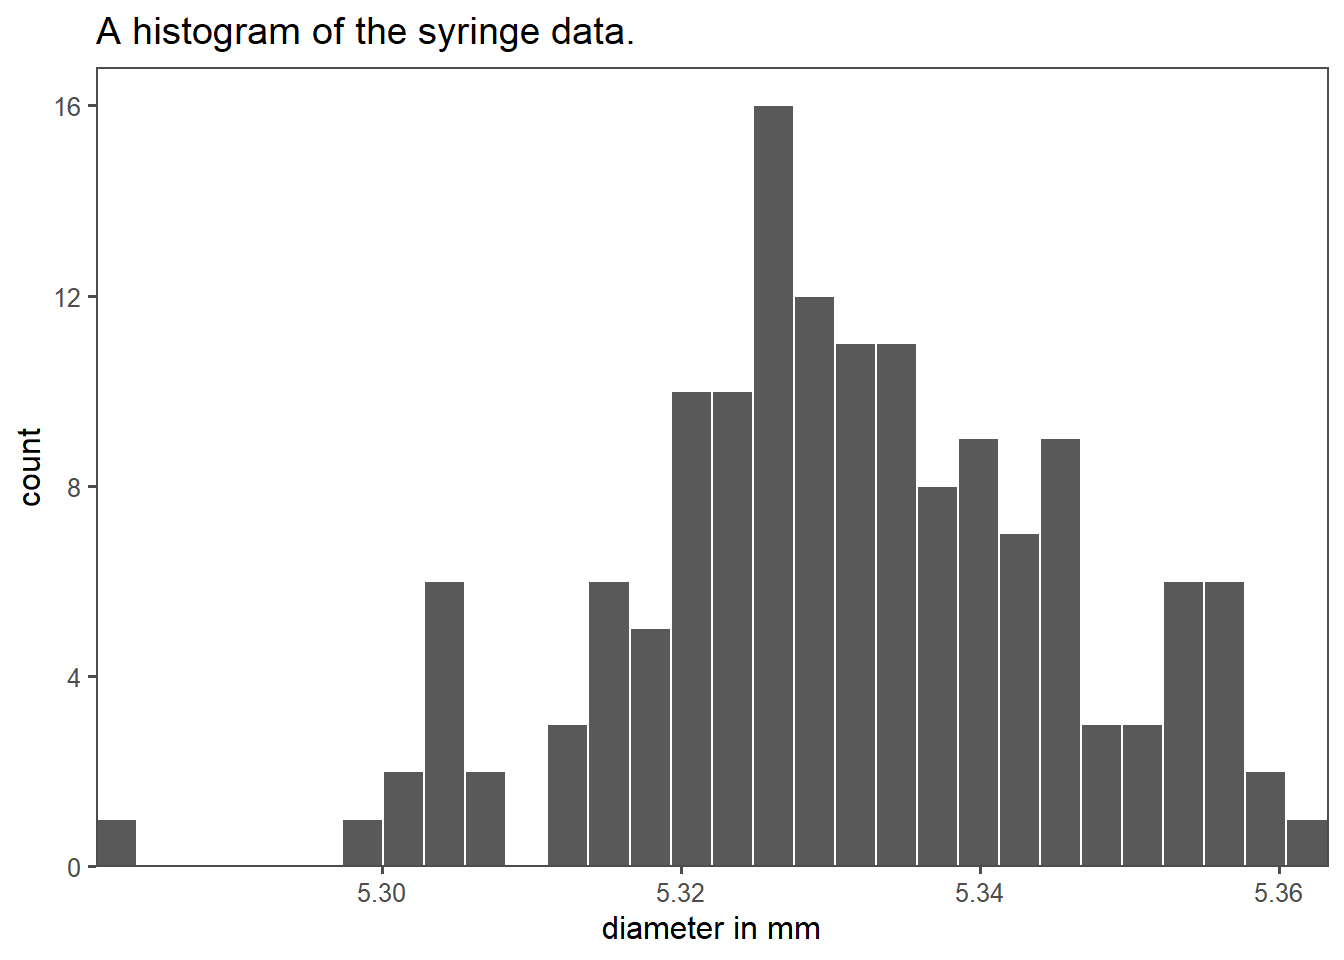 A histogram of the syringe data.
16
12
8
4
0
count
5.30 5.32 5.34 5.36
diameter in mm